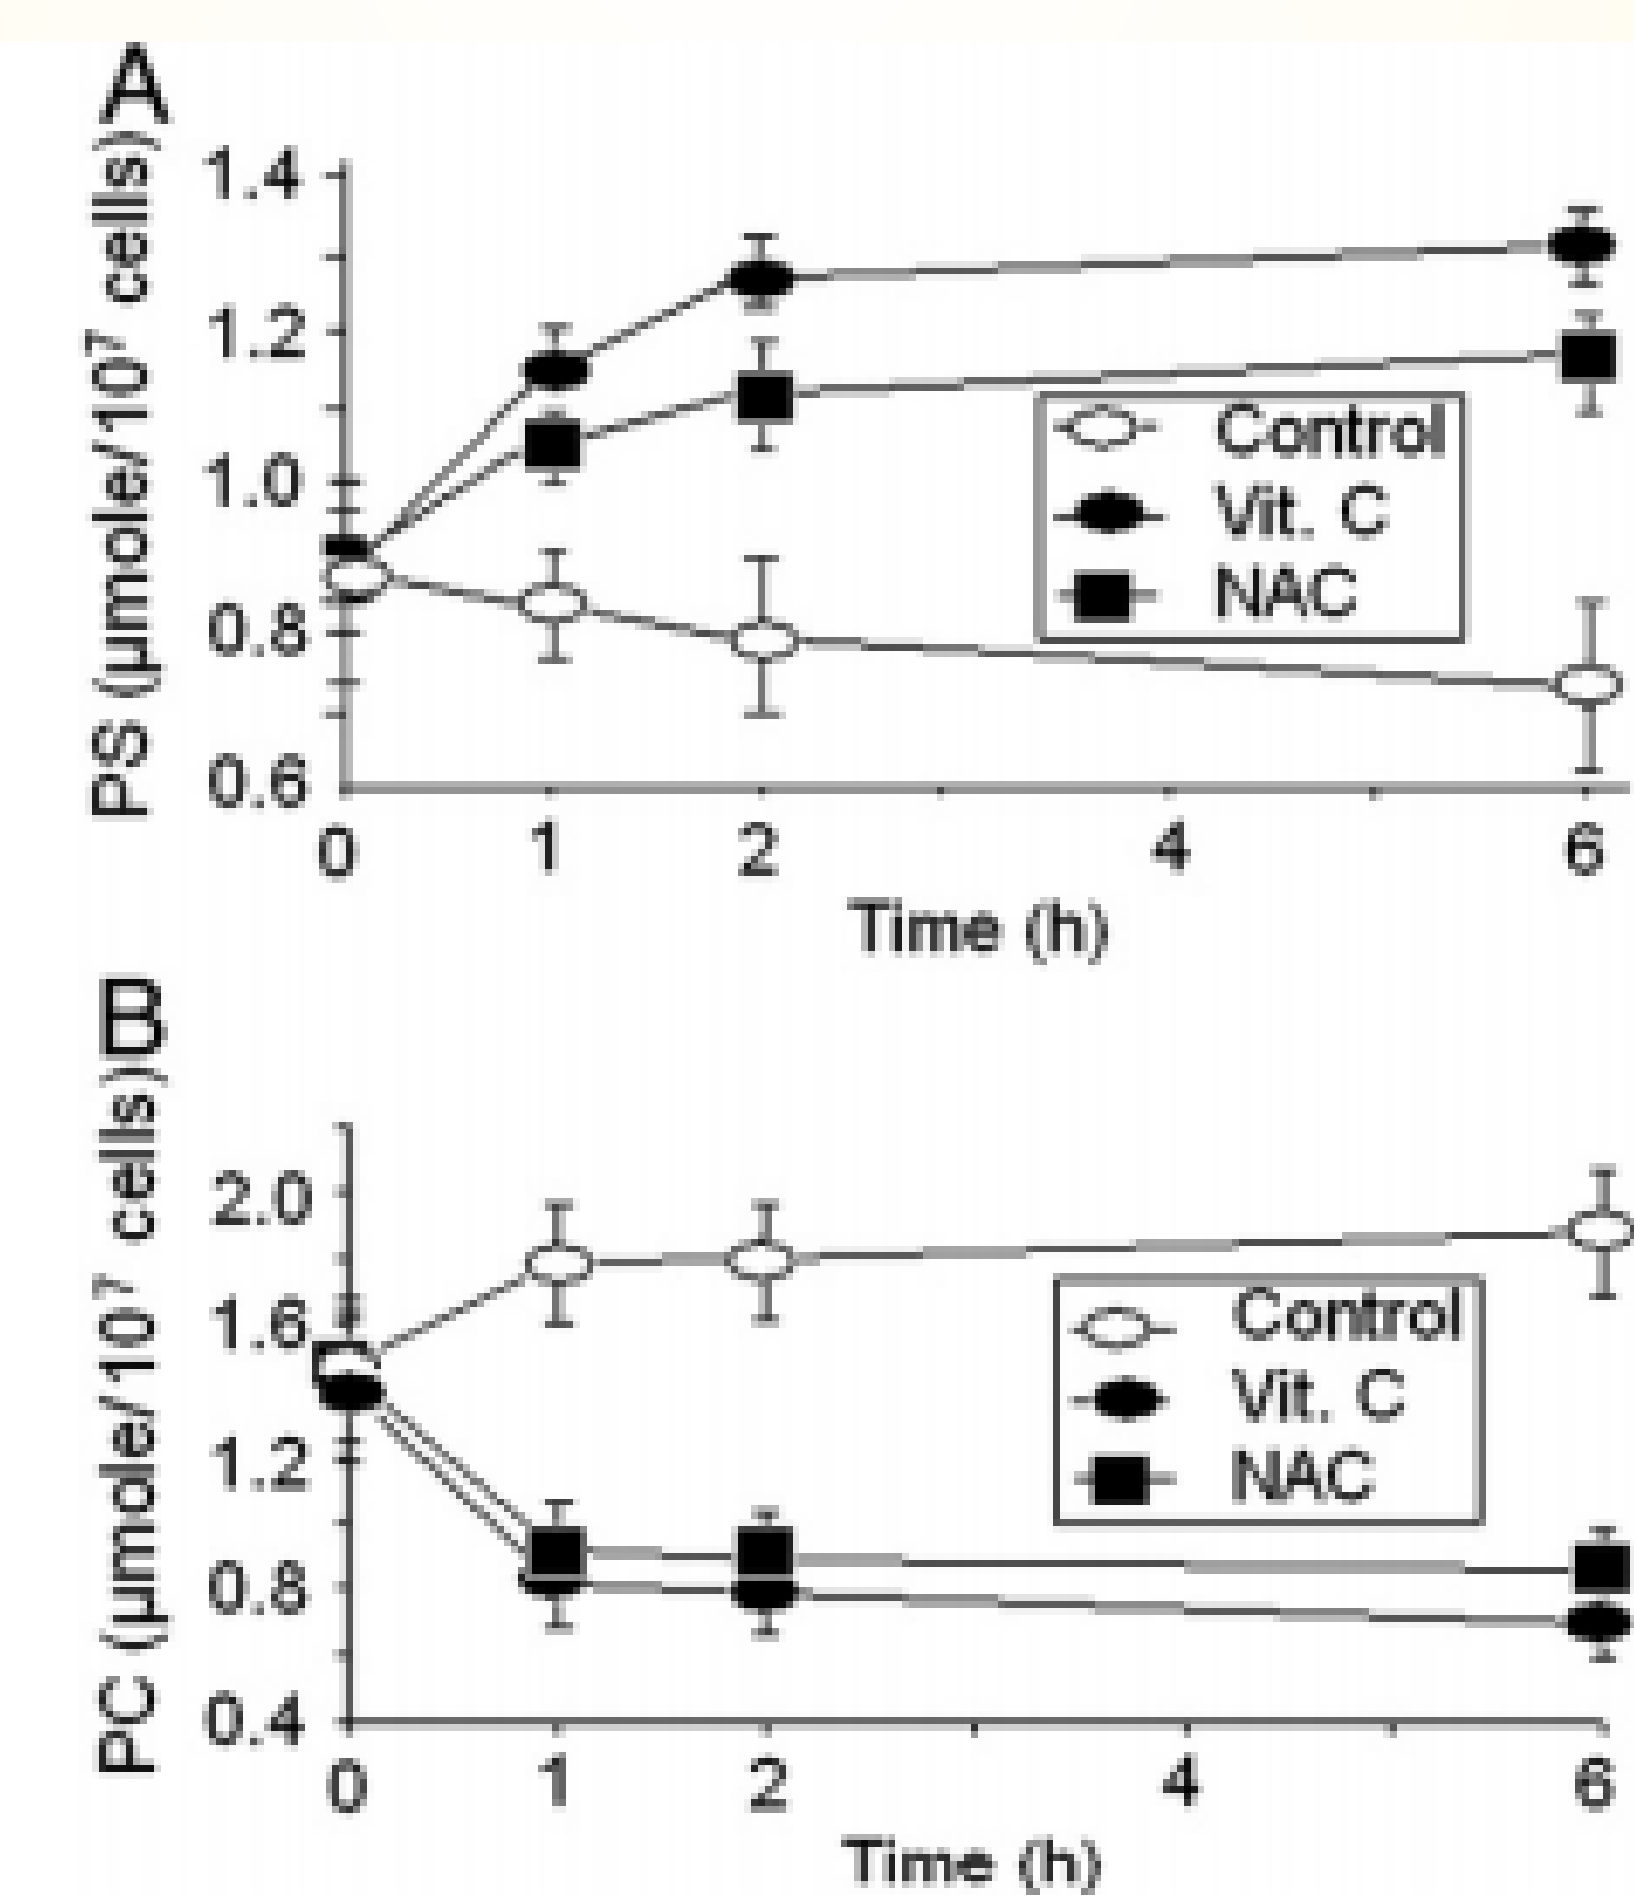 A
PS (µmole/10⁷ cells)
1.4
1.2
1.0
0.8
0.6
0
1
2
4
6
Time (h)
Control
Vit. C
NAC
B
PC (µmole/10⁷ cells)
2.0
1.6
1.2
0.8
0.4
0
1
2
4
6
Time (h)
Control
Vit. C
NAC